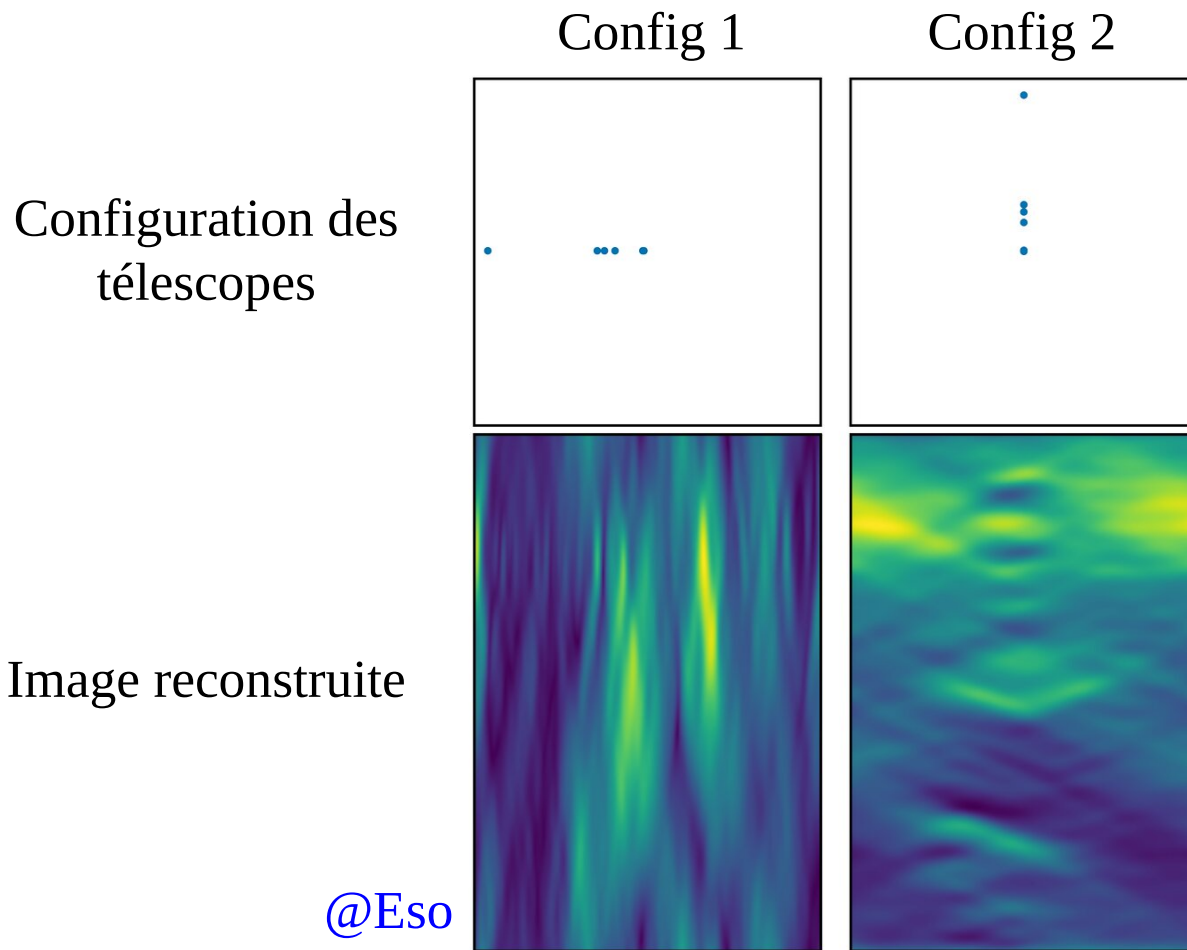 Config 1
Config 2
Configuration des
télescopes
Image reconstruite
@Eso